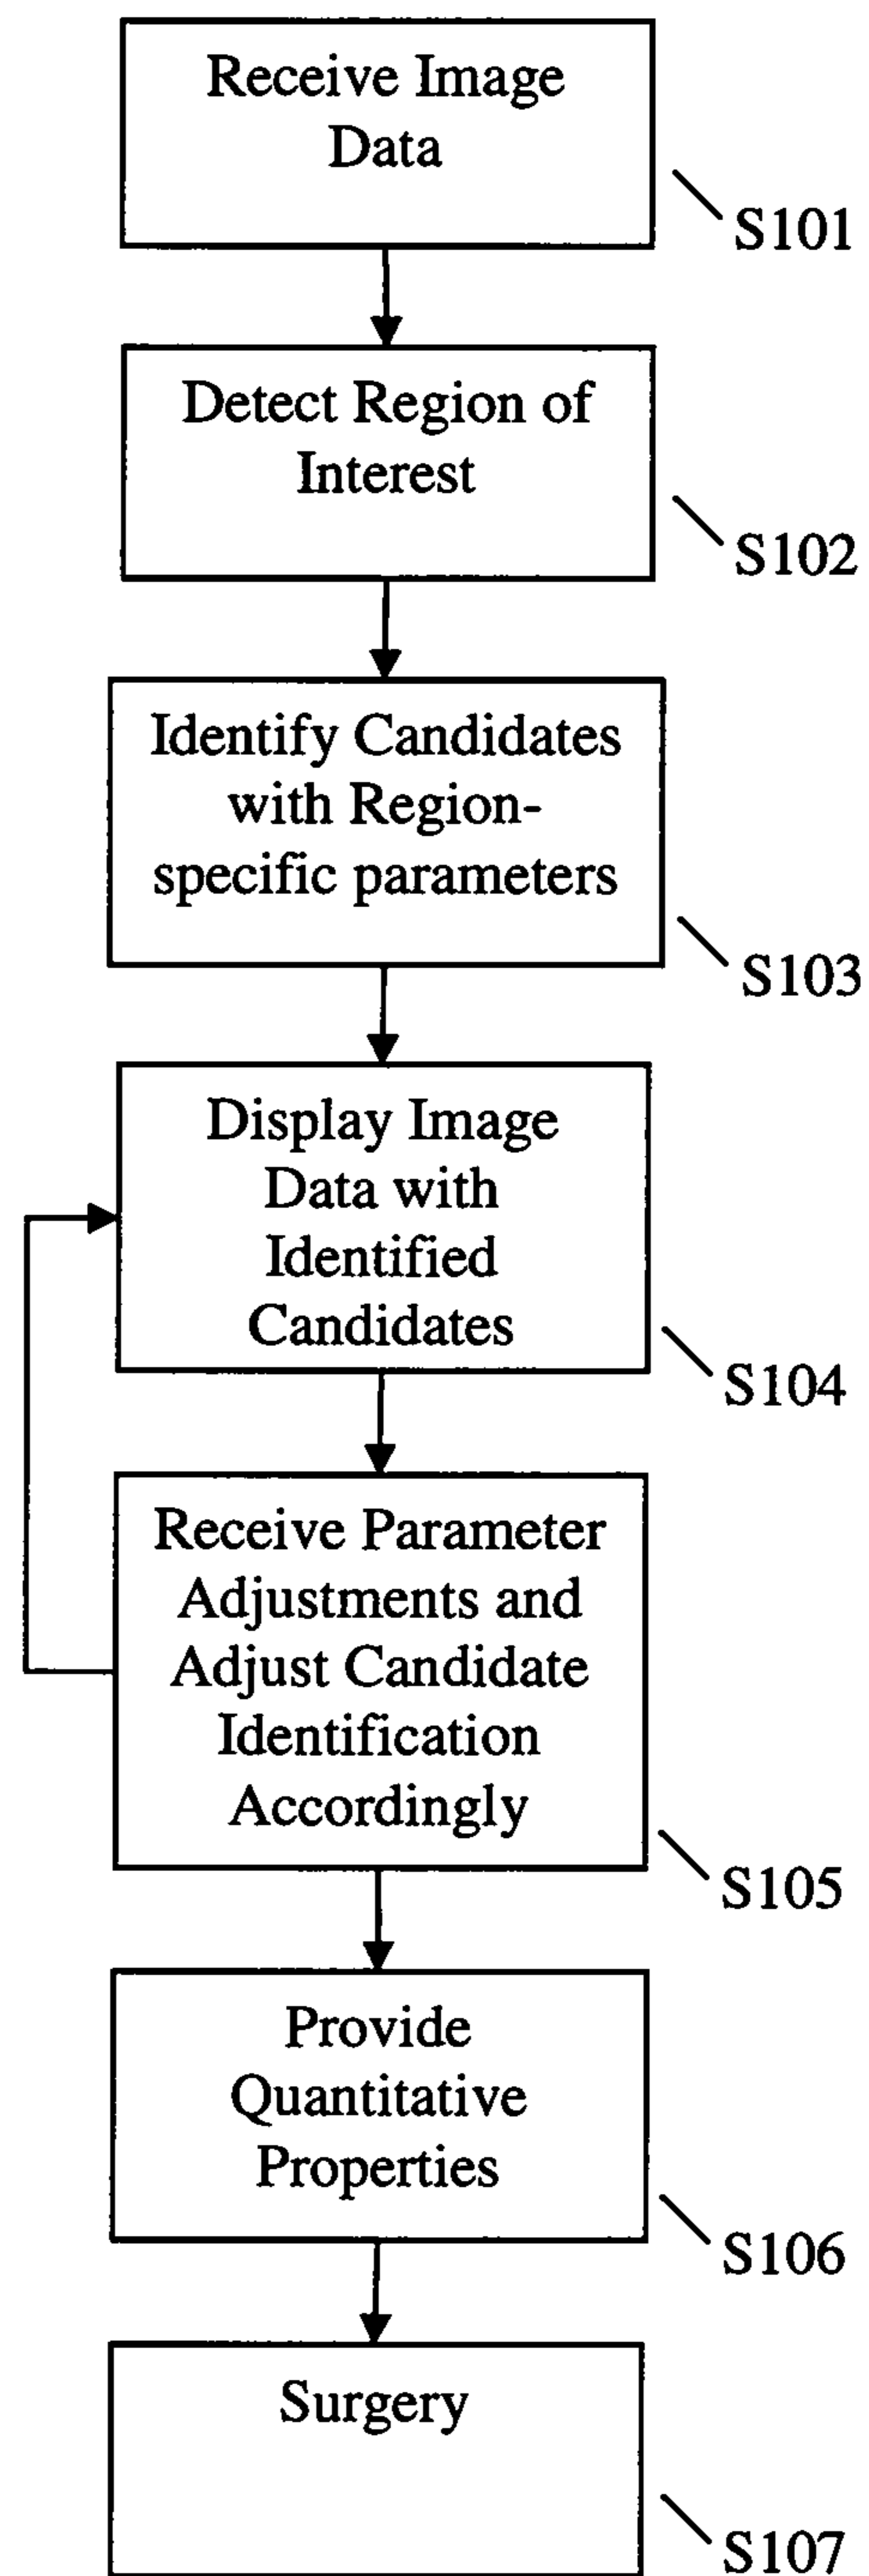 Receive Image
Data
S101
Detect Region of
Interest
S102
Identify Candidates
with Region-
specific parameters
S103
Display Image
Data with
Identified
Candidates
S104
Receive Parameter
Adjustments and
Adjust Candidate
Identification
Accordingly
S105
Provide
Quantitative
Properties
S106
Surgery
S107